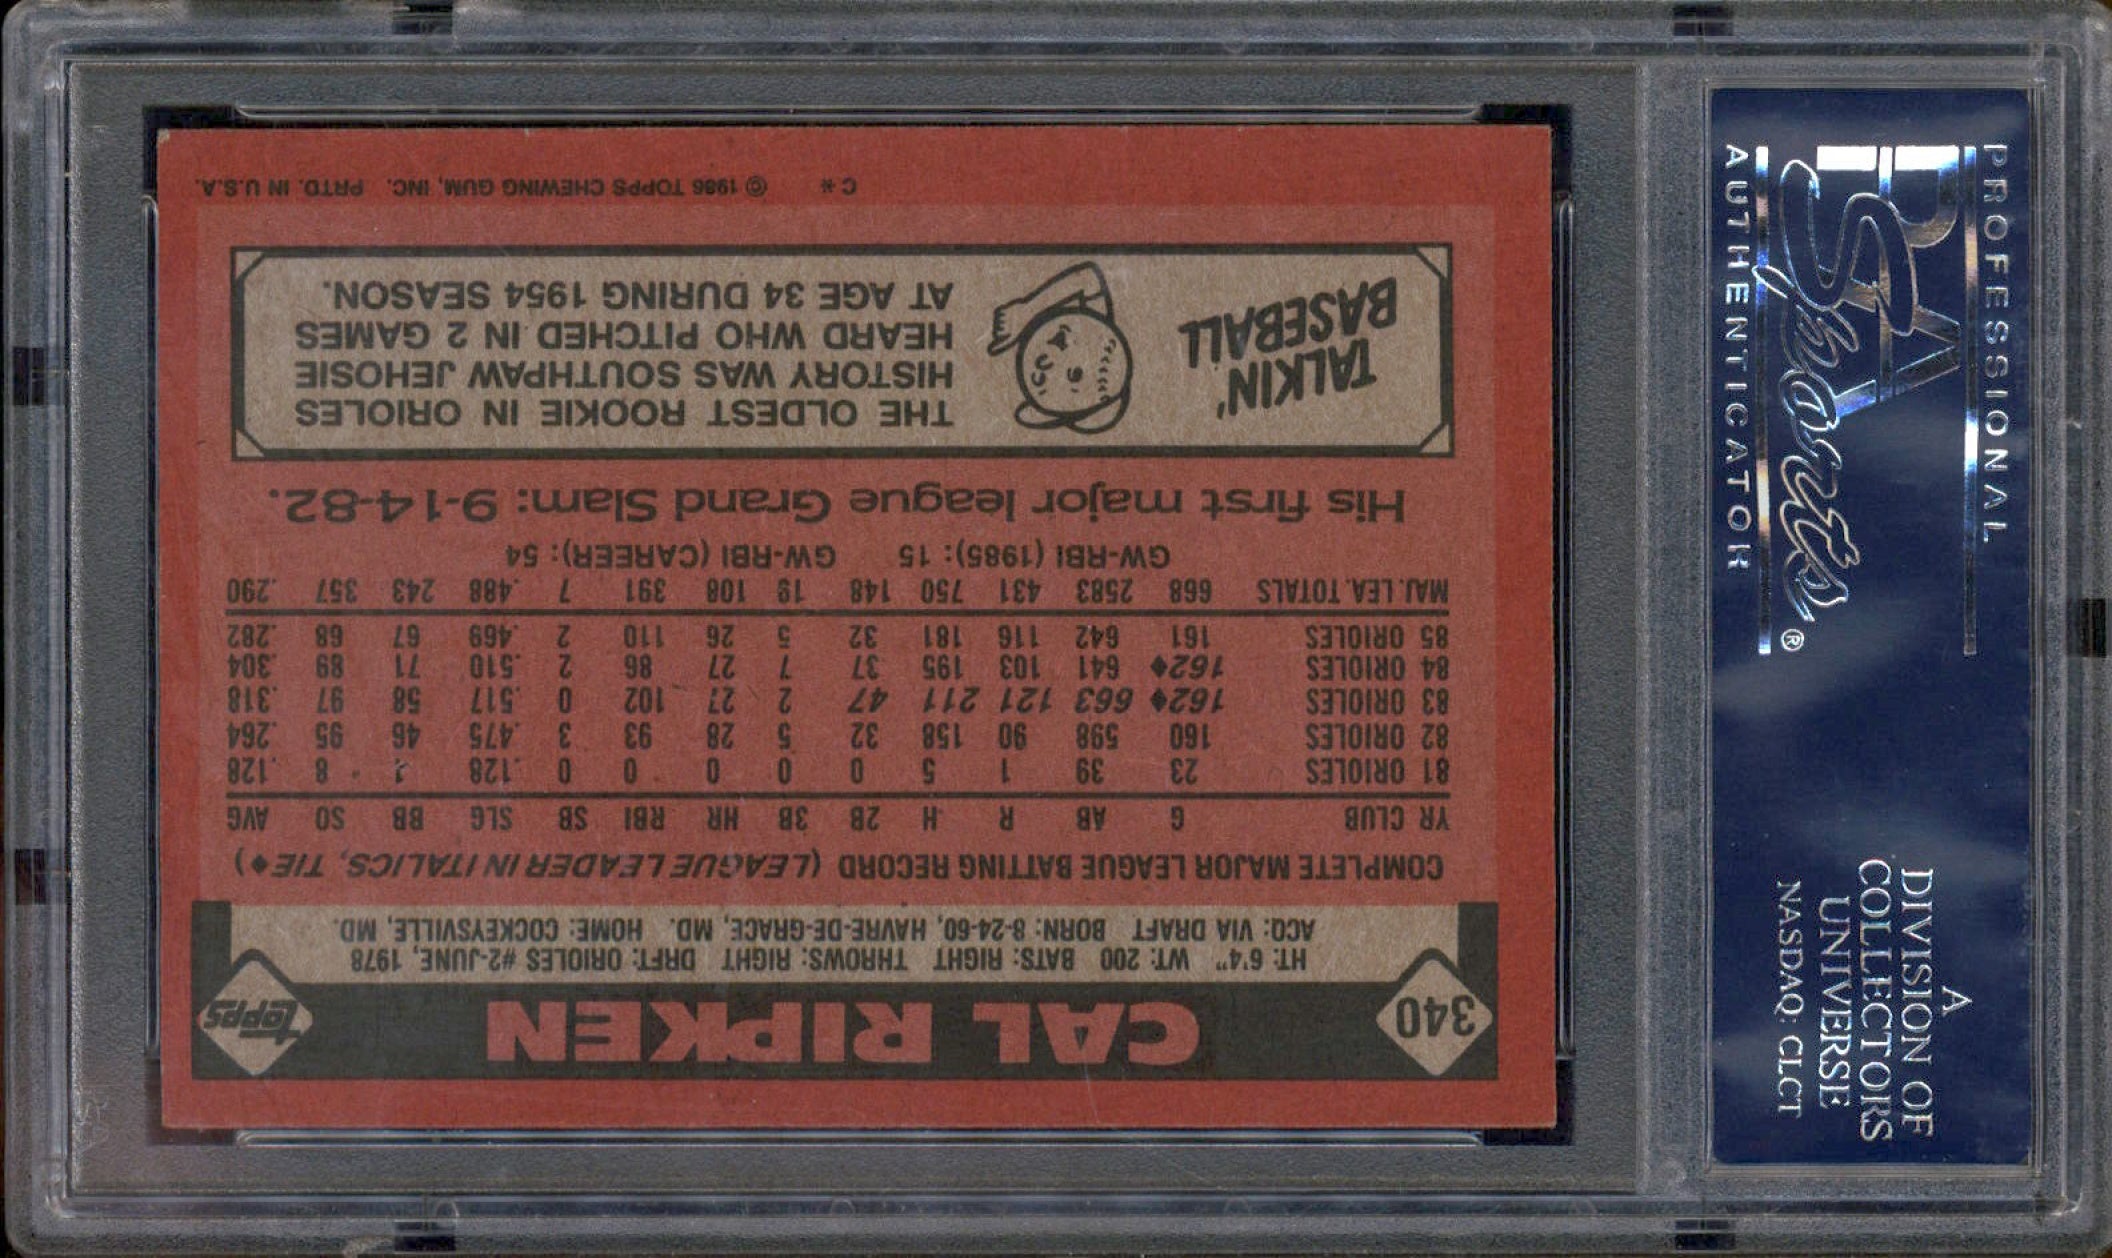 340
CAL RIPKEN
topps
HT: 6'4" WT: 200 BATS: RIGHT THROWS: RIGHT DRFT: ORIOLES #2-JUNE, 1978
ACQ: VIA DRAFT BORN: 8-24-60, HAVRE-DE-GRACE, MD. HOME: COCKEYSVILLE, MD.
COMPLETE MAJOR LEAGUE BATTING RECORD (LEAGUE LEADER IN ITALICS, TIE♦)
YR CLUB G AB R H 2B 3B HR RBI SB SLG BB SO AVG
81 ORIOLES 23 39 1 5 0 0 0 0 0 .128 1 8 .128
82 ORIOLES 160 598 90 158 32 5 28 93 3 .475 46 95 .264
83 ORIOLES 162♦ 663 121 211 47 2 27 102 0 .517 58 97 .318
84 ORIOLES 162♦ 641 103 195 37 7 27 86 2 .510 71 89 .304
85 ORIOLES 161 642 116 181 32 5 26 110 2 .469 67 68 .282
MAJ. LEA. TOTALS 668 2583 431 750 148 19 108 391 7 .488 243 357 .290
GW-RBI (1985): 15 GW-RBI (CAREER): 54
His first major league Grand Slam: 9-14-82.
TALKIN'
BASEBALL
THE OLDEST ROOKIE IN ORIOLES
HISTORY WAS SOUTHPAW JEHOSIE
HEARD WHO PITCHED IN 2 GAMES
AT AGE 34 DURING 1954 SEASON.
C* © 1986 TOPPS CHEWING GUM, INC. PRTD. IN U.S.A.
PROFESSIONAL
PSA
Sports®
AUTHENTICATOR
A
DIVISION OF
COLLECTORS
UNIVERSE
NASDAQ: CLCT